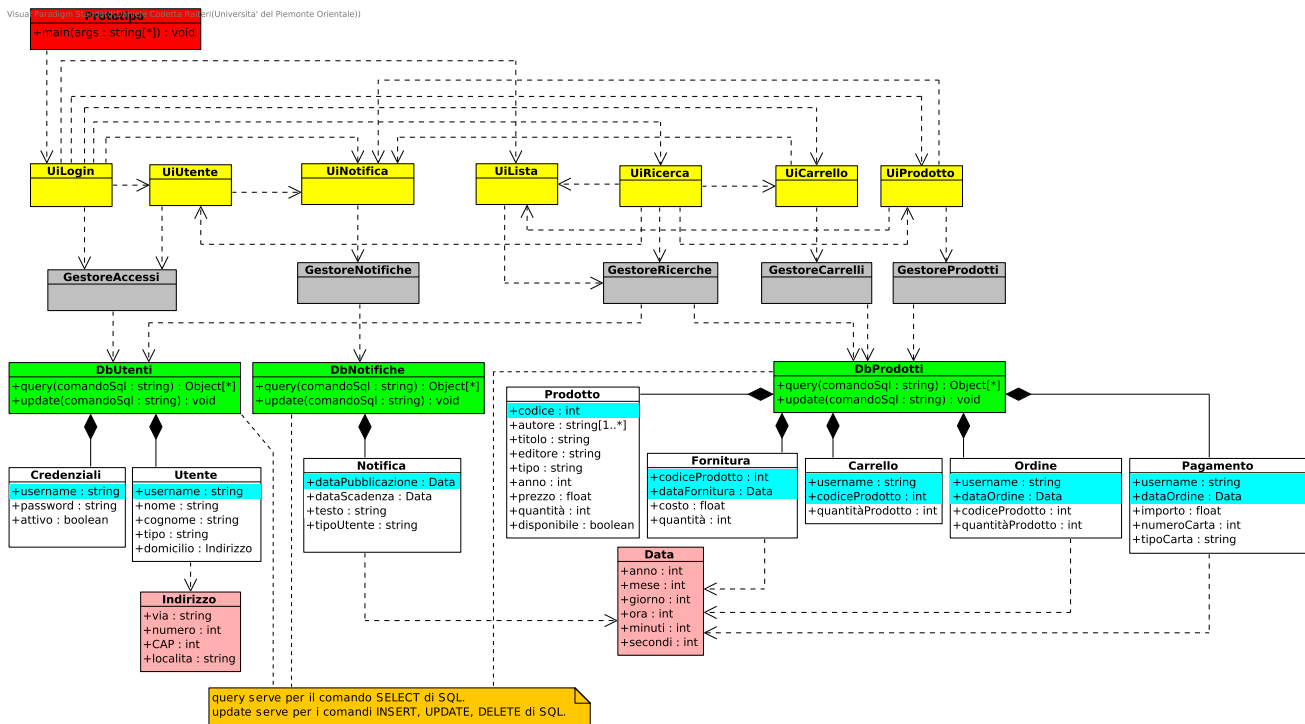 Visual Paradigm
Codetta Raiteri(Universita' del Piemonte Orientale))
Prototipo
+main(args : string[*]) : void
UiLogin
UiUtente
UiNotifica
UiLista
UiRicerca
UiCarrello
UiProdotto
GestoreAccessi
GestoreNotifiche
GestoreRicerche
GestoreCarrelli
GestoreProdotti
DbUtenti
+query(comandoSql : string) : Object[*]
+update(comandoSql : string) : void
DbNotifiche
+query(comandoSql : string) : Object[*]
+update(comandoSql : string) : void
DbProdotti
+query(comandoSql : string) : Object[*]
+update(comandoSql : string) : void
Credenziali
+username : string
+password : string
+attivo : boolean
Utente
+username : string
+nome : string
+cognome : string
+tipo : string
+domicilio : Indirizzo
Notifica
+dataPubblicazione : Data
+dataScadenza : Data
+testo : string
+tipoUtente : string
Prodotto
+codice : int
+autore : string[1..*]
+titolo : string
+editore : string
+tipo : string
+anno : int
+prezzo : float
+quantità : int
+disponibile : boolean
Fornitura
+codiceProdotto : int
+dataFornitura : Data
+costo : float
+quantità : int
Carrello
+username : string
+codiceProdotto : int
+quantitàProdotto : int
Ordine
+username : string
+dataOrdine : Data
+codiceProdotto : int
+quantitàProdotto : int
Pagamento
+username : string
+dataOrdine : Data
+importo : float
+numeroCarta : int
+tipoCarta : string
Indirizzo
+via : string
+numero : int
+CAP : int
+localita : string
Data
+anno : int
+mese : int
+giorno : int
+ora : int
+minuti : int
+secondi : int
query serve per il comando SELECT di SQL.
update serve per i comandi INSERT, UPDATE, DELETE di SQL.